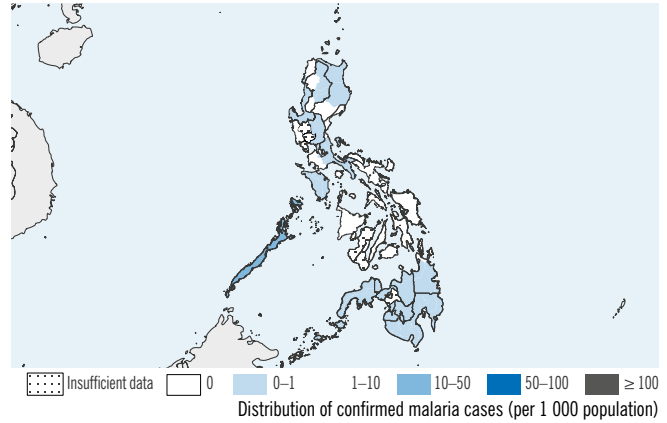 Insufficient data 0 0–1 1–10 10–50 50–100 ≥ 100
Distribution of confirmed malaria cases (per 1 000 population)